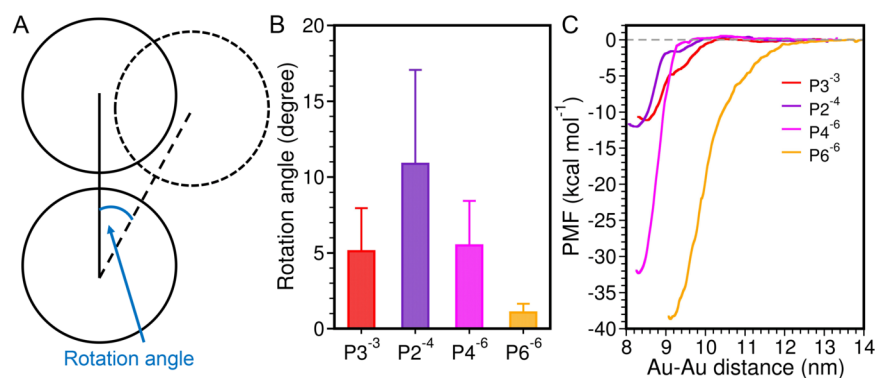 A
Rotation angle
B
Rotation angle (degree)
20
15
10
5
0
P3⁻³
P2⁻⁴
P4⁻⁶
P6⁻⁶
C
PMF (kcal mol⁻¹)
0
-5
-10
-15
-20
-25
-30
-35
-40
P3⁻³
P2⁻⁴
P4⁻⁶
P6⁻⁶
8 9 10 11 12 13 14
Au-Au distance (nm)